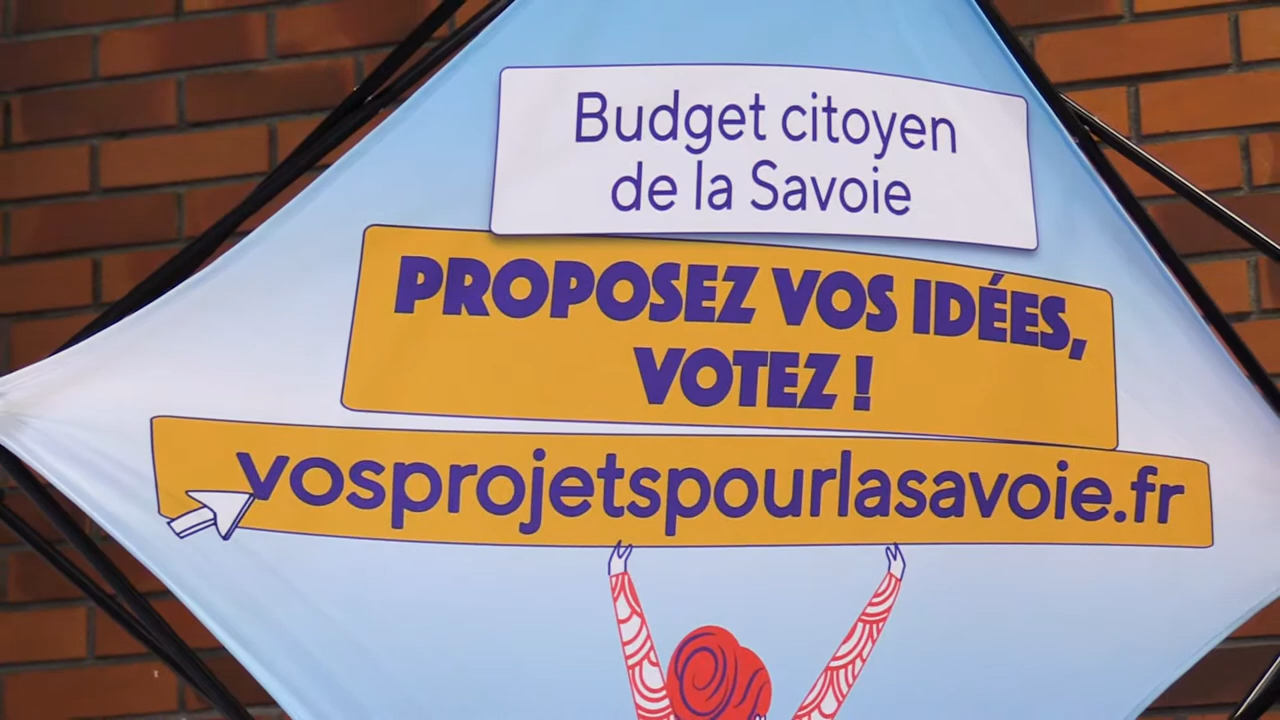 Budget citoyen
de la Savoie
PROPOSEZ VOS IDÉES,
VOTEZ !
vosprojetspourlasavoie.fr